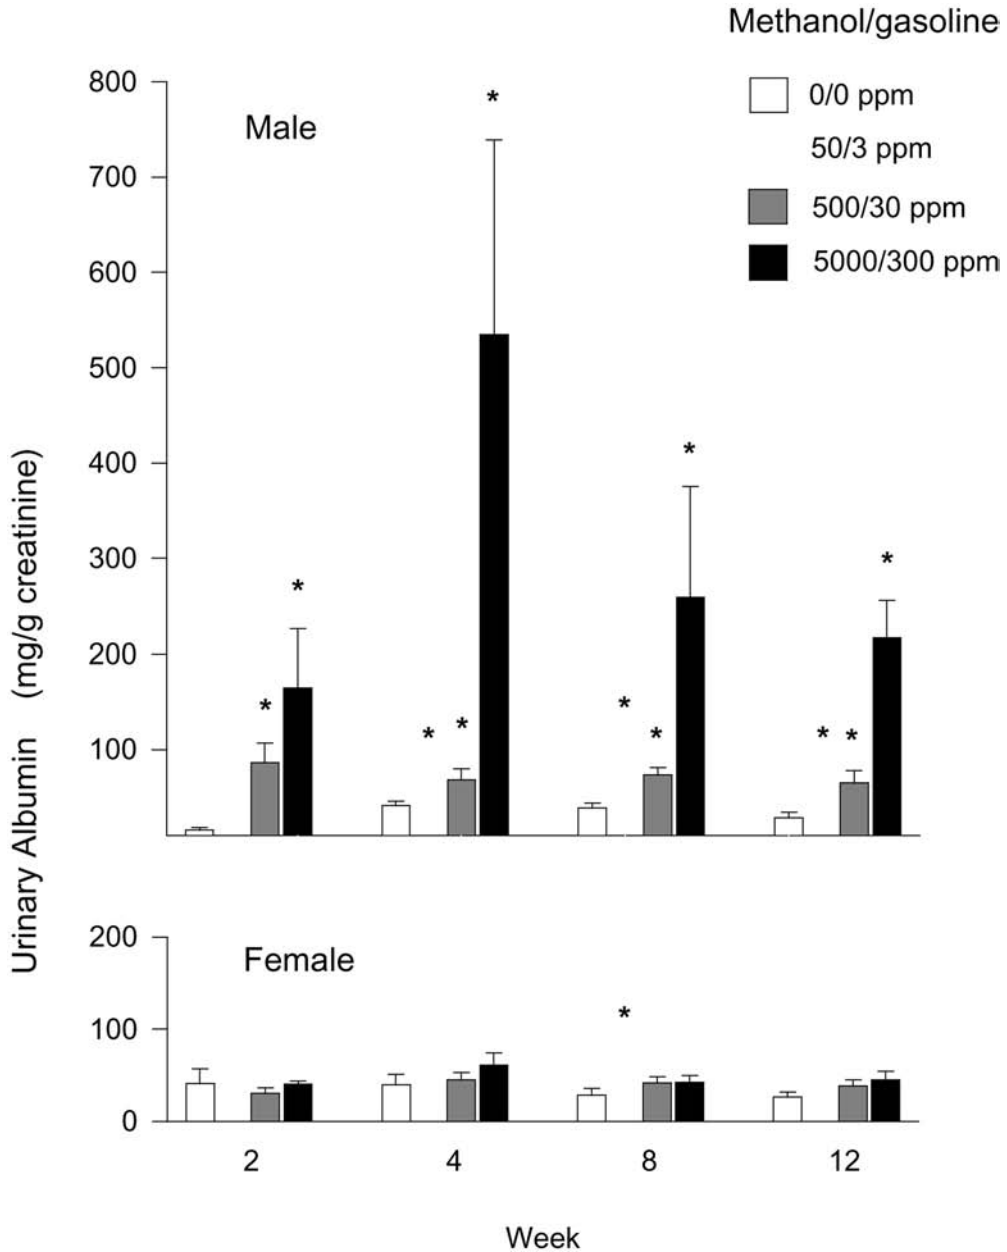 Methanol/gasoline
0/0 ppm
50/3 ppm
500/30 ppm
5000/300 ppm
Urinary Albumin (mg/g creatinine)
Male
800
700
600
500
400
300
200
100
* *
* * *
* * *
* * *
Female
200
100
0
*
2 4 8 12
Week